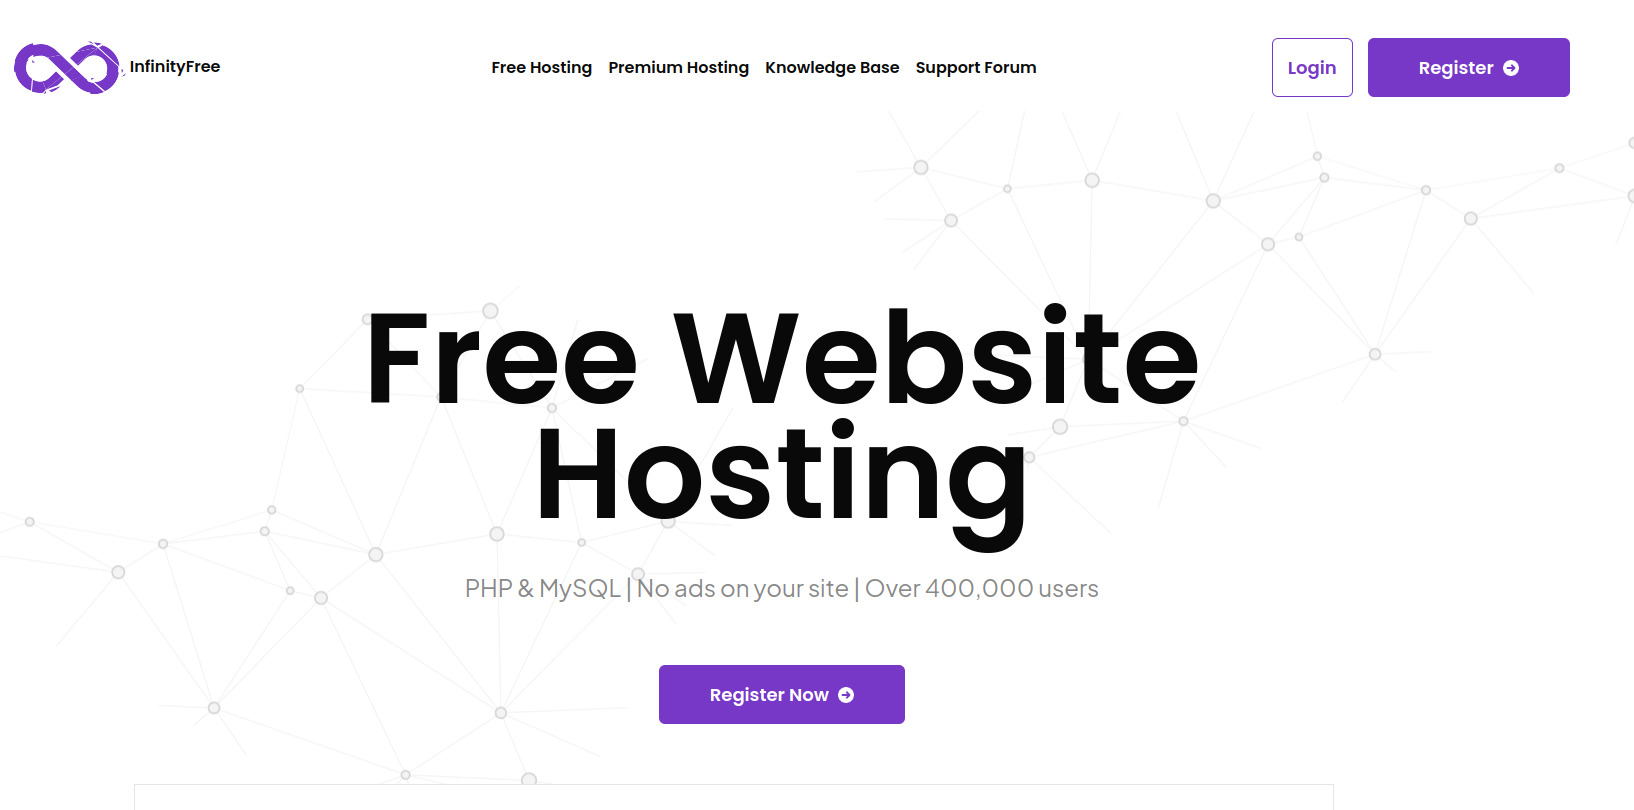 InfinityFree
Free Hosting Premium Hosting Knowledge Base Support Forum
Login
Register
Free Website
Hosting
PHP & MySQL | No ads on your site | Over 400,000 users
Register Now